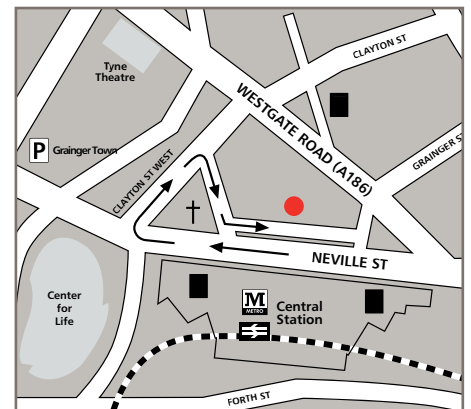 Tyne
Theatre
CLAYTON ST
WESTGATE ROAD (A186)
GRAINGER S
P
Grainger Town
CLAYTON ST WEST
NEVILLE ST
Center
for
Life
M
METRO
Central
Station
FORTH ST